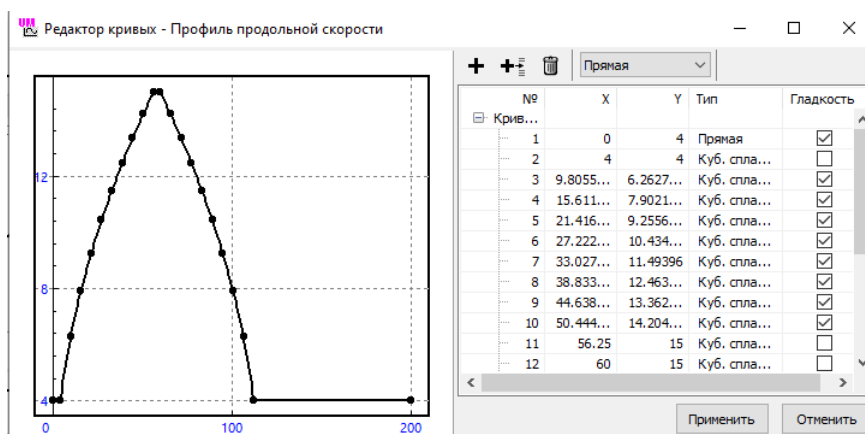 UM Редактор кривых - Профиль продольной скорости
Прямая
№ X Y Тип Гладкость
Крив...
1 0 4 Прямая
2 4 4 Куб. спла...
3 9.8055... 6.2627... Куб. спла...
4 15.611... 7.9021... Куб. спла...
5 21.416... 9.2556... Куб. спла...
6 27.222... 10.434... Куб. спла...
7 33.027... 11.49396 Куб. спла...
8 38.833... 12.463... Куб. спла...
9 44.638... 13.362... Куб. спла...
10 50.444... 14.204... Куб. спла...
11 56.25 15 Куб. спла...
12 60 15 Куб. спла...
12
8
4
0 100 200
Применить Отменить